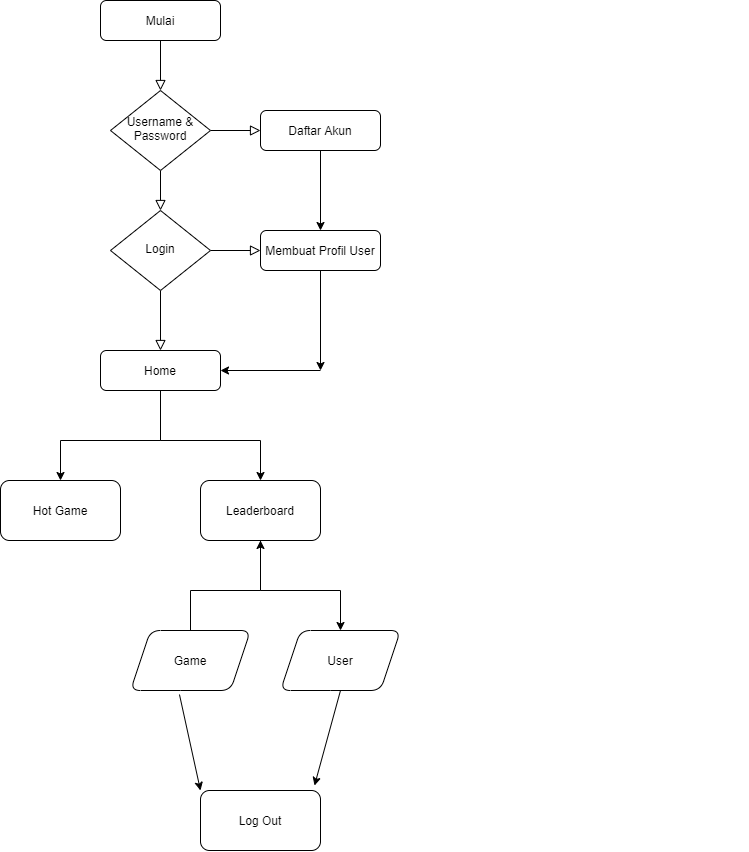 Mulai
Username &
Password
Daftar Akun
Login
Membuat Profil User
Home
Hot Game
Leaderboard
Game
User
Log Out